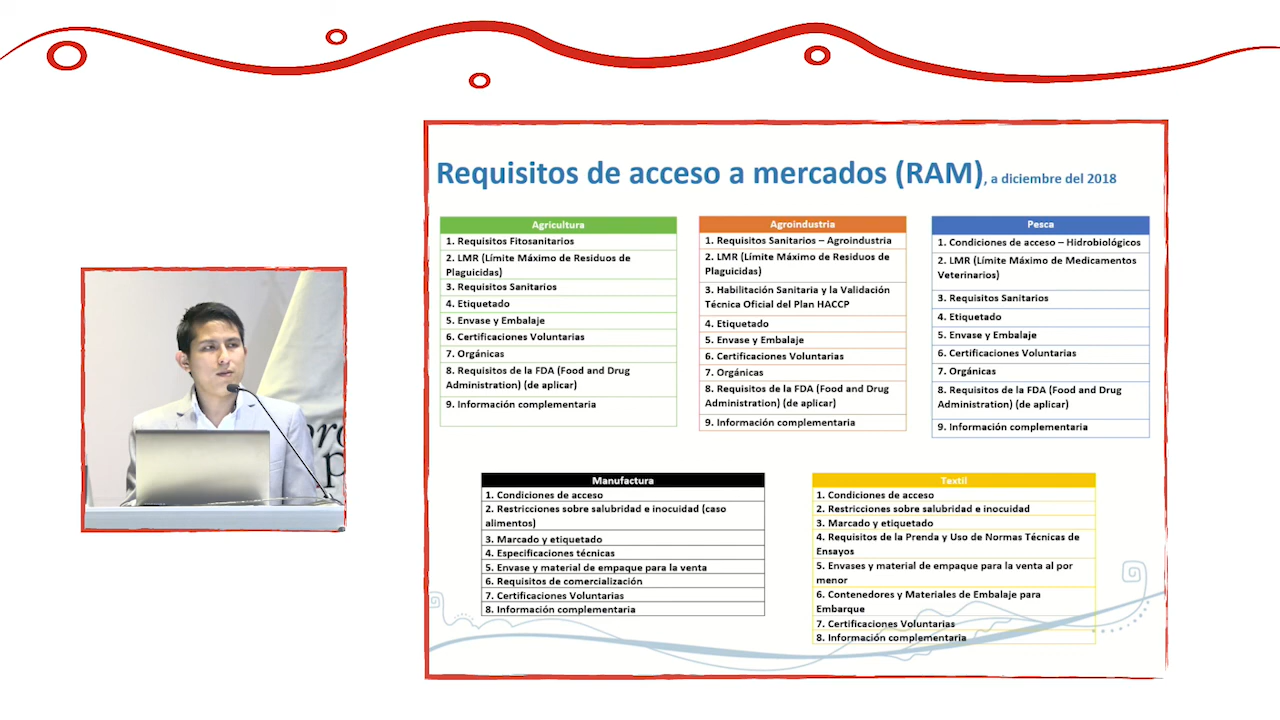 Requisitos de acceso a mercados (RAM), a diciembre del 2018
Agricultura
1. Requisitos Fitosanitarios
2. LMR (Límite Máximo de Residuos de
Plaguicidas)
3. Requisitos Sanitarios
4. Etiquetado
5. Envase y Embalaje
6. Certificaciones Voluntarias
7. Orgánicas
8. Requisitos de la FDA (Food and Drug
Administration) (de aplicar)
9. Información complementaria
Agroindustria
1. Requisitos Sanitarios – Agroindustria
2. LMR (Límite Máximo de Residuos de
Plaguicidas)
3. Habilitación Sanitaria y la Validación
Técnica Oficial del Plan HACCP
4. Etiquetado
5. Envase y Embalaje
6. Certificaciones Voluntarias
7. Orgánicas
8. Requisitos de la FDA (Food and Drug
Administration) (de aplicar)
9. Información complementaria
Pesca
1. Condiciones de acceso – Hidrobiológicos
2. LMR (Límite Máximo de Medicamentos
Veterinarios)
3. Requisitos Sanitarios
4. Etiquetado
5. Envase y Embalaje
6. Certificaciones Voluntarias
7. Orgánicas
8. Requisitos de la FDA (Food and Drug
Administration) (de aplicar)
9. Información complementaria
Manufactura
1. Condiciones de acceso
2. Restricciones sobre salubridad e inocuidad (caso
alimentos)
3. Marcado y etiquetado
4. Especificaciones técnicas
5. Envase y material de empaque para la venta
6. Requisitos de comercialización
7. Certificaciones Voluntarias
8. Información complementaria
Textil
1. Condiciones de acceso
2. Restricciones sobre salubridad e inocuidad
3. Marcado y etiquetado
4. Requisitos de la Prenda y Uso de Normas Técnicas de
Ensayos
5. Envases y material de empaque para la venta al por
menor
6. Contenedores y Materiales de Embalaje para
Embarque
7. Certificaciones Voluntarias
8. Información complementaria